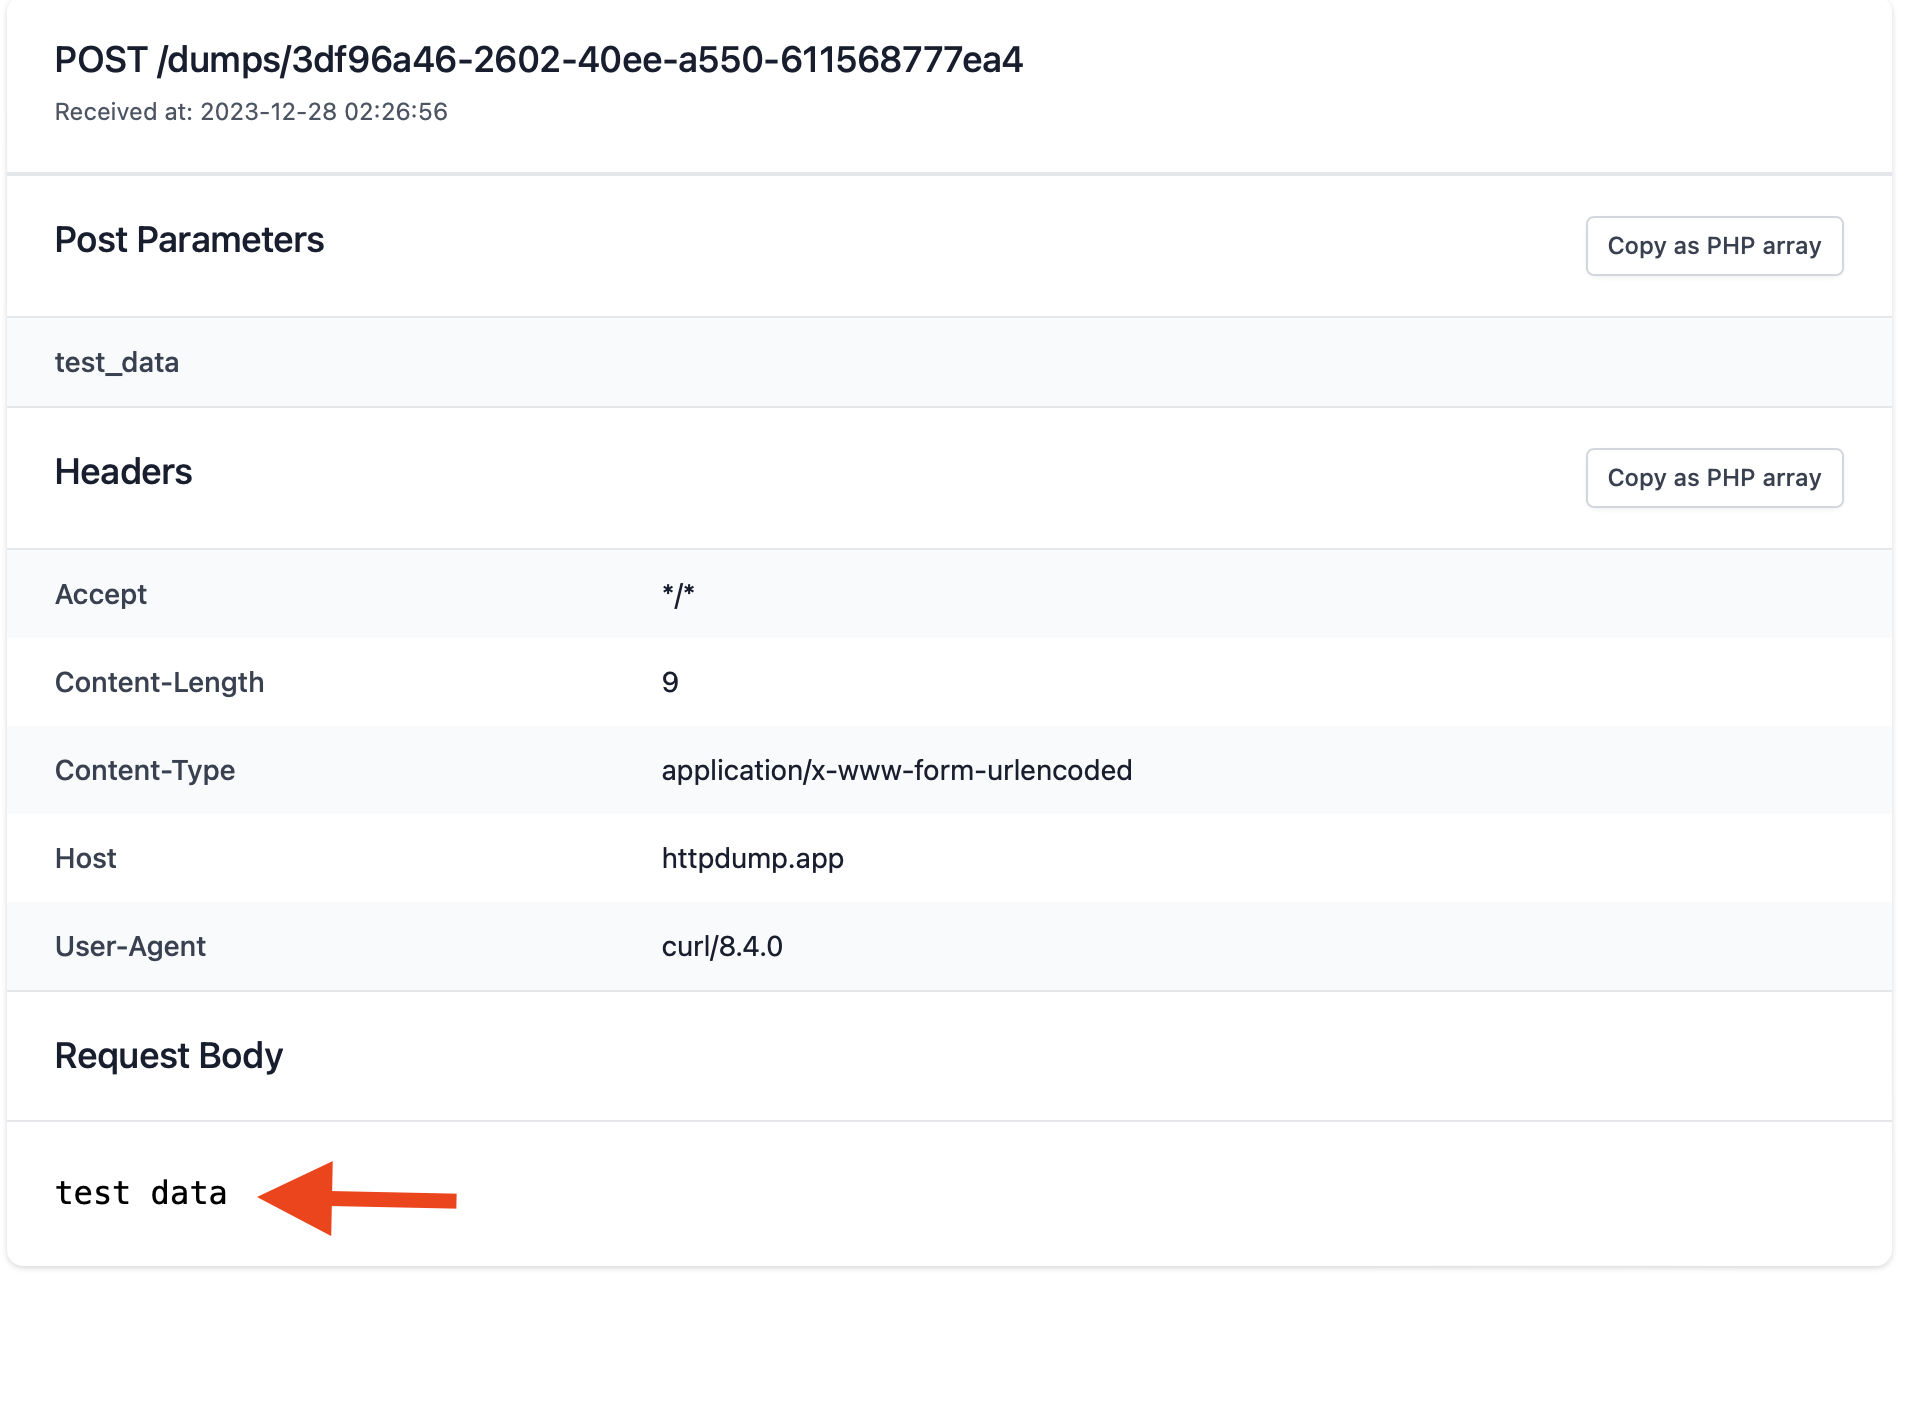 POST /dumps/3df96a46-2602-40ee-a550-611568777ea4
Received at: 2023-12-28 02:26:56
Post Parameters
Copy as PHP array
test_data
Headers
Copy as PHP array
Accept */*
Content-Length 9
Content-Type application/x-www-form-urlencoded
Host httpdump.app
User-Agent curl/8.4.0
Request Body
test data